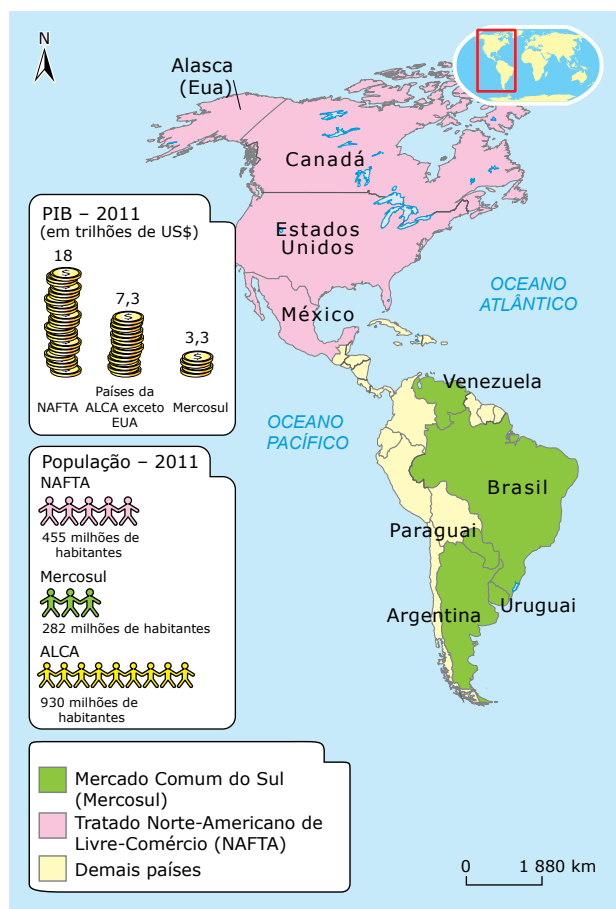 N
Alasca
(Eua)
Canadá
Estados
Unidos
México
OCEANO
ATLÂNTICO
OCEANO
PACÍFICO
Venezuela
Brasil
Paraguai
Uruguai
Argentina
PIB – 2011
(em trilhões de US$)
18
7,3
3,3
$
$
$
NAFTA
Países da
ALCA exceto
EUA
Mercosul
População – 2011
NAFTA
455 milhões de
habitantes
Mercosul
282 milhões de habitantes
ALCA
930 milhões de
habitantes
Mercado Comum do Sul
(Mercosul)
Tratado Norte-Americano de
Livre-Comércio (NAFTA)
Demais países
0 1 880 km